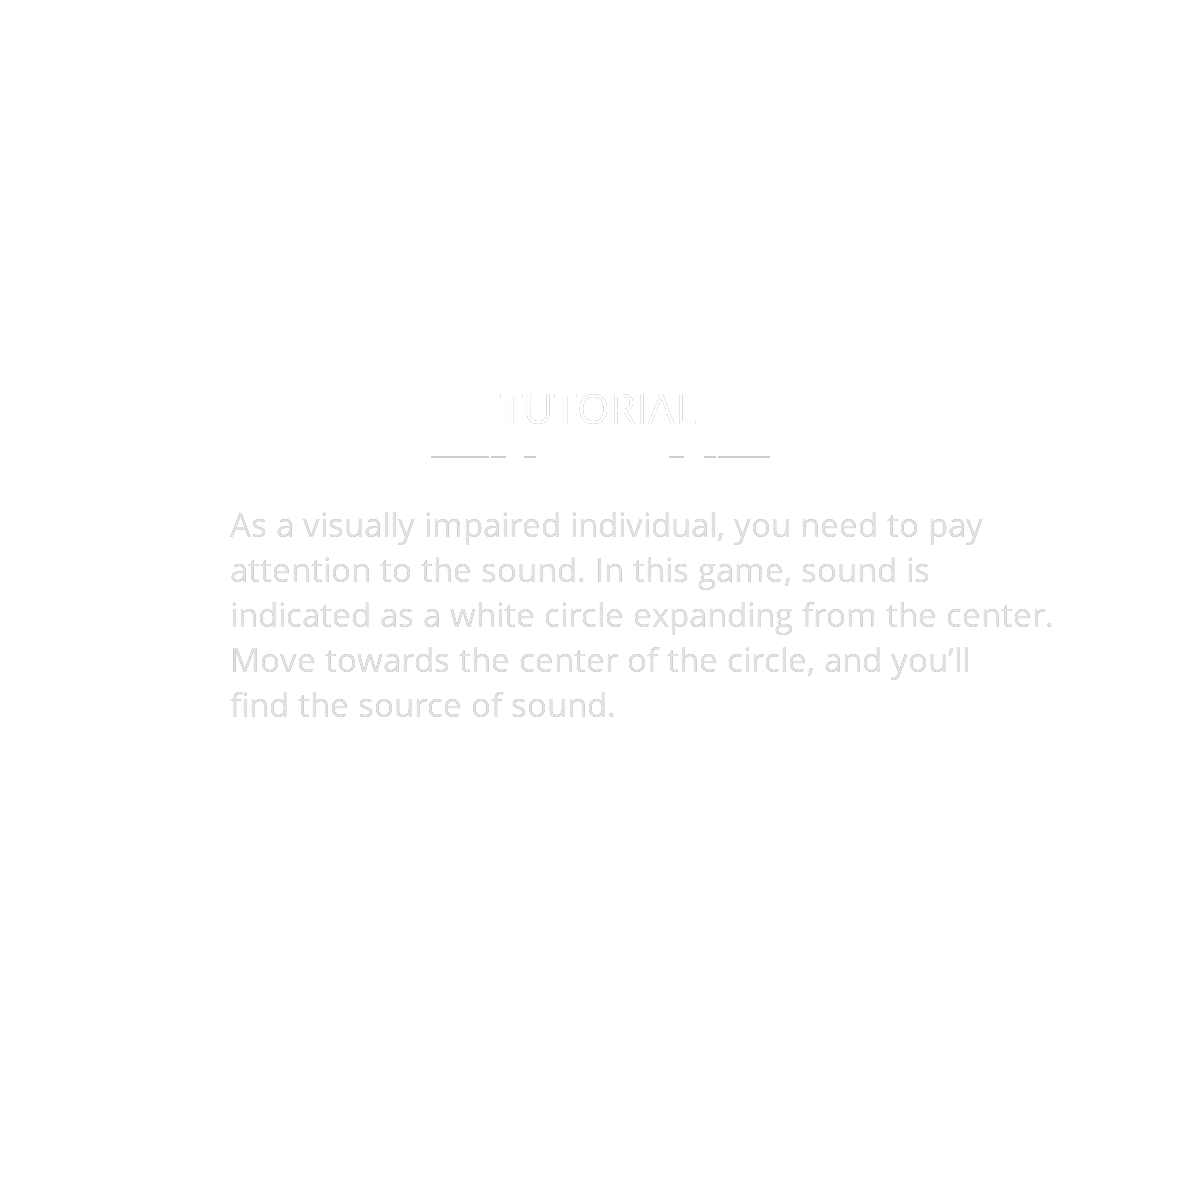 TUTORIAL
As a visually impaired individual, you need to pay
attention to the sound. In this game, sound is
indicated as a white circle expanding from the center.
Move towards the center of the circle, and you’ll
find the source of sound.